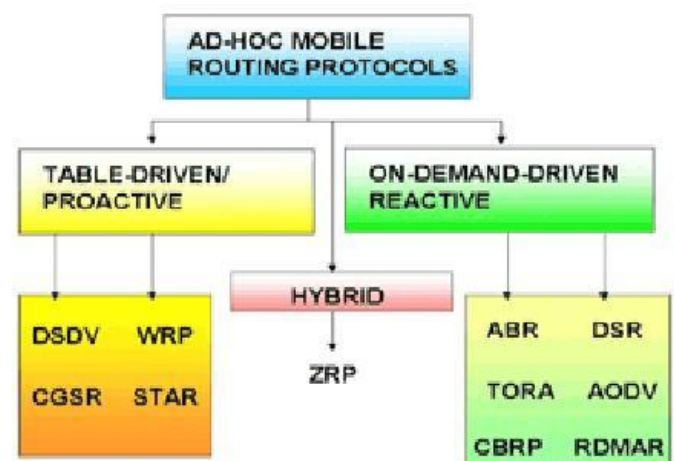 AD-HOC MOBILE
ROUTING PROTOCOLS
TABLE-DRIVEN/
PROACTIVE
ON-DEMAND-DRIVEN
REACTIVE
HYBRID
DSDV WRP
CGSR STAR
ZRP
ABR DSR
TORA AODV
CBRP RDMAR